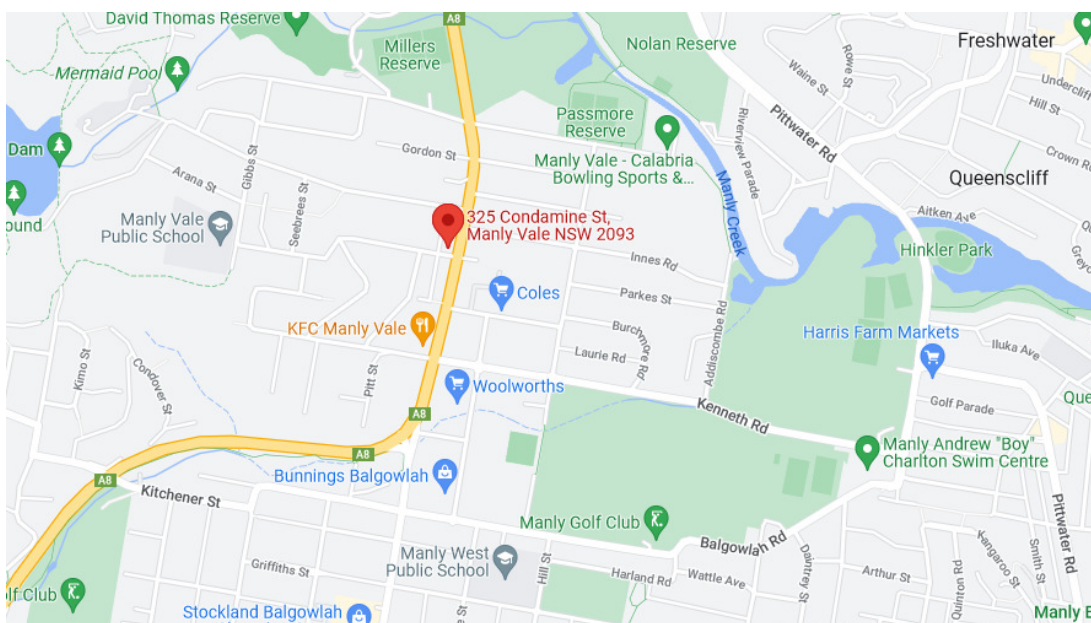 David Thomas Reserve
A8
Millers
Reserve
Nolan Reserve
Freshwater
Mermaid Pool
Rowe St
Waine St
Undercliff
Hill St
Pittwater Rd
Passmore
Reserve
Riverview Parade
Crown Rd
Dam
Gordon St
Manly Vale - Calabria
Bowling Sports &...
Gibbs St
Arana St
Manly Creek
Queenscliff
Seebrees St
ound
Manly Vale
Public School
325 Condamine St,
Manly Vale NSW 2093
Aitken Ave
Hinkler Park
Innes Rd
Coles
Parkes St
KFC Manly Vale
Burchmore Rd
Addiscombe Rd
Harris Farm Markets
Laurie Rd
Iluka Ave
Kimo St
Condover St
Pitt St
Woolworths
Kenneth Rd
Que
Golf Parade
A8
A8
Manly Andrew "Boy"
Charlton Swim Centre
A8
Bunnings Balgowlah
Kitchener St
Pittwater Rd
Manly Golf Club
Balgowlah Rd
Manly West
Public School
Griffiths St
Hill St
Harland Rd
Wattle Ave
Daintrey St
Arthur St
Quinton Rd
Kangaroo St
Smith St
olf Club
Stockland Balgowlah
e St
Manly B